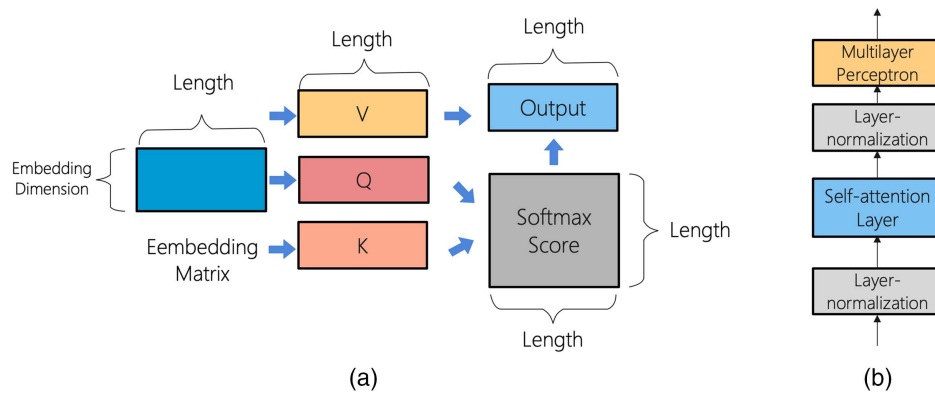 Length
Length
Length
V
Output
Embedding
Dimension
Q
Softmax
Score
Length
Eembedding
Matrix
K
Length
(a)
Multilayer
Perceptron
Layer-
normalization
Self-attention
Layer
Layer-
normalization
(b)